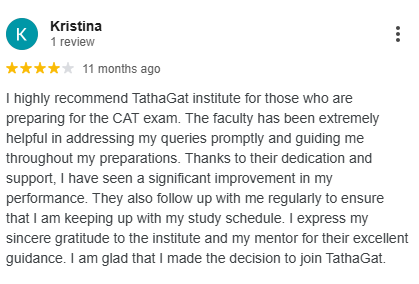 K
Kristina
1 review
11 months ago
I highly recommend TathaGat institute for those who are
preparing for the CAT exam. The faculty has been extremely
helpful in addressing my queries promptly and guiding me
throughout my preparations. Thanks to their dedication and
support, I have seen a significant improvement in my
performance. They also follow up with me regularly to ensure
that I am keeping up with my study schedule. I express my
sincere gratitude to the institute and my mentor for their excellent
guidance. I am glad that I made the decision to join TathaGat.